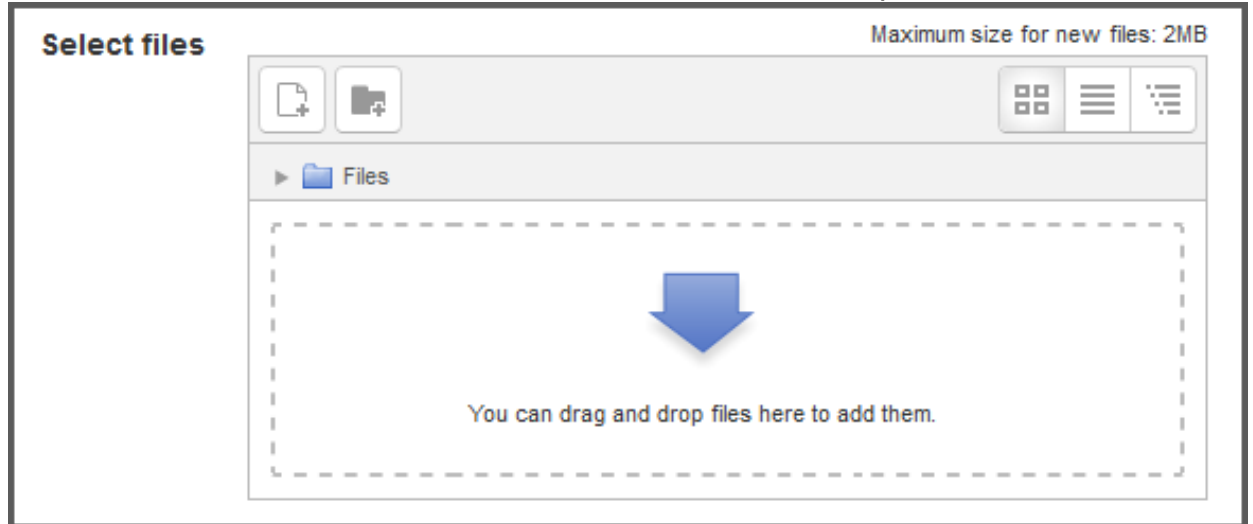 Select files
Maximum size for new files: 2MB
Files
You can drag and drop files here to add them.